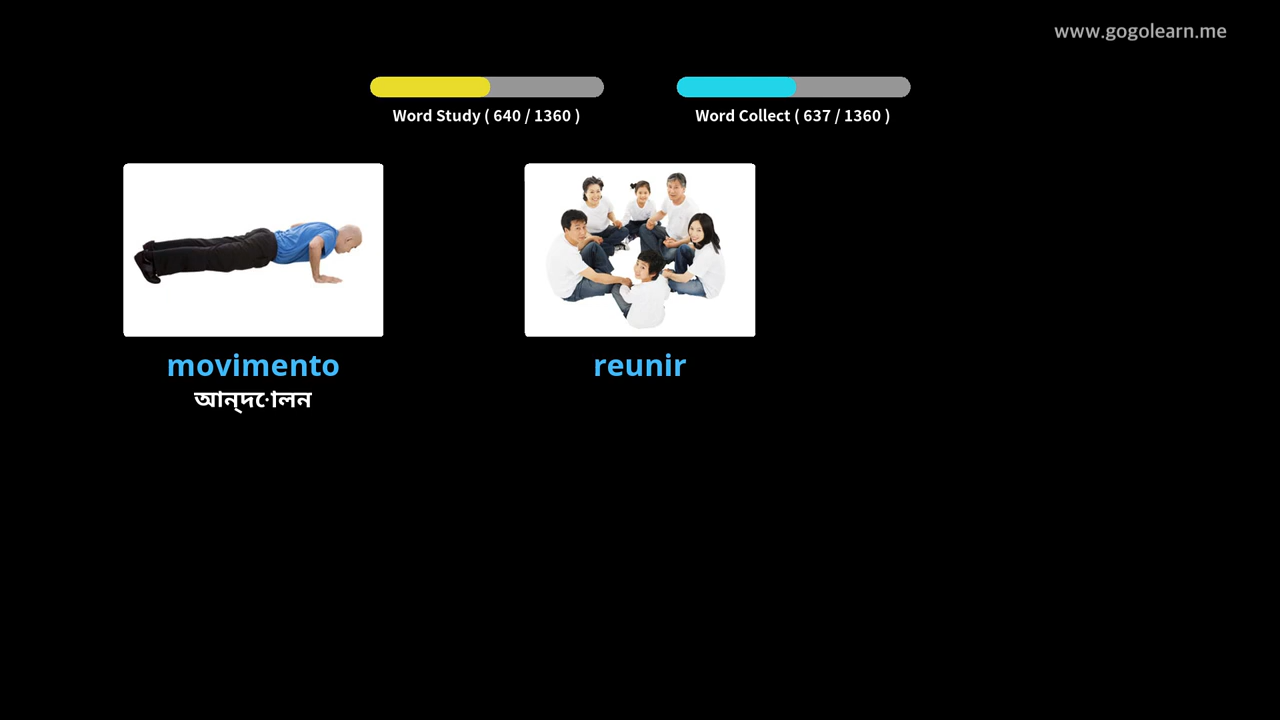 www.gogolearn.me
Word Study ( 640 / 1360 )
Word Collect ( 637 / 1360 )
movimento
reunir
আন্দোলন